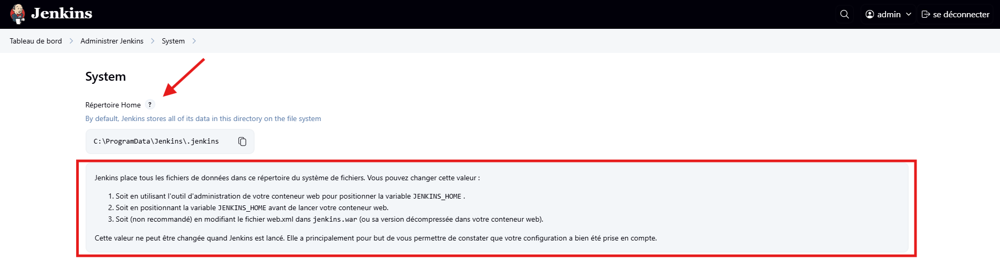 Jenkins
admin
se déconnecter
Tableau de bord
Administrer Jenkins
System
System
Répertoire Home ?
By default, Jenkins stores all of its data in this directory on the file system
C:\ProgramData\Jenkins\.jenkins
Jenkins place tous les fichiers de données dans ce répertoire du système de fichiers. Vous pouvez changer cette valeur :
1. Soit en utilisant l'outil d'administration de votre conteneur web pour positionner la variable JENKINS_HOME .
2. Soit en positionnant la variable JENKINS_HOME avant de lancer votre conteneur web.
3. Soit (non recommandé) en modifiant le fichier web.xml dans jenkins.war (ou sa version décompressée dans votre conteneur web).
Cette valeur ne peut être changée quand Jenkins est lancé. Elle a principalement pour but de vous permettre de constater que votre configuration a bien été prise en compte.